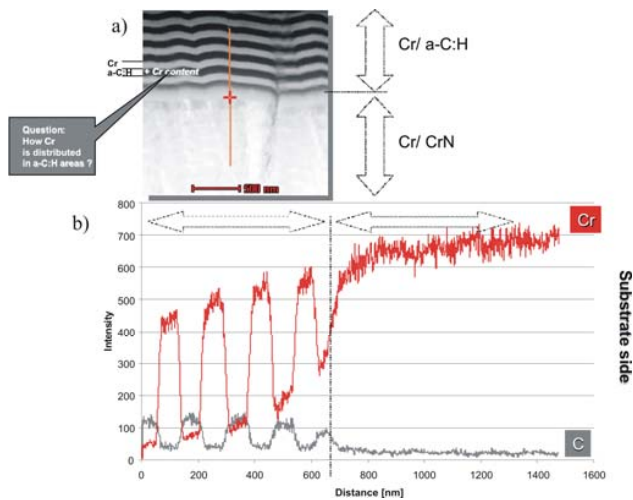 a)
Cr/ a-C:H
Cr
a-C:H
+ Cr content
Question:
How Cr
is distributed
in a-C:H areas ?
Cr/ CrN
500 nm
b)
800
700
600
500
400
300
200
100
0
Intensity
Cr
C
Substrate side
0
200
400
600
800
1000
1200
1400
1600
Distance [nm]